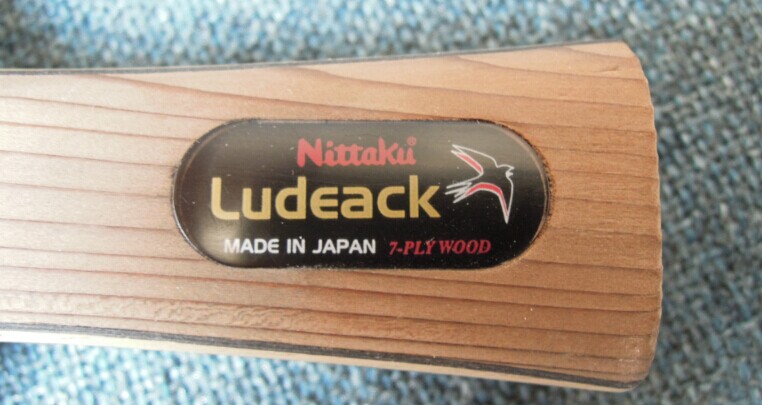 Nittaku
Ludeack
MADE IN JAPAN 7-PLY WOOD